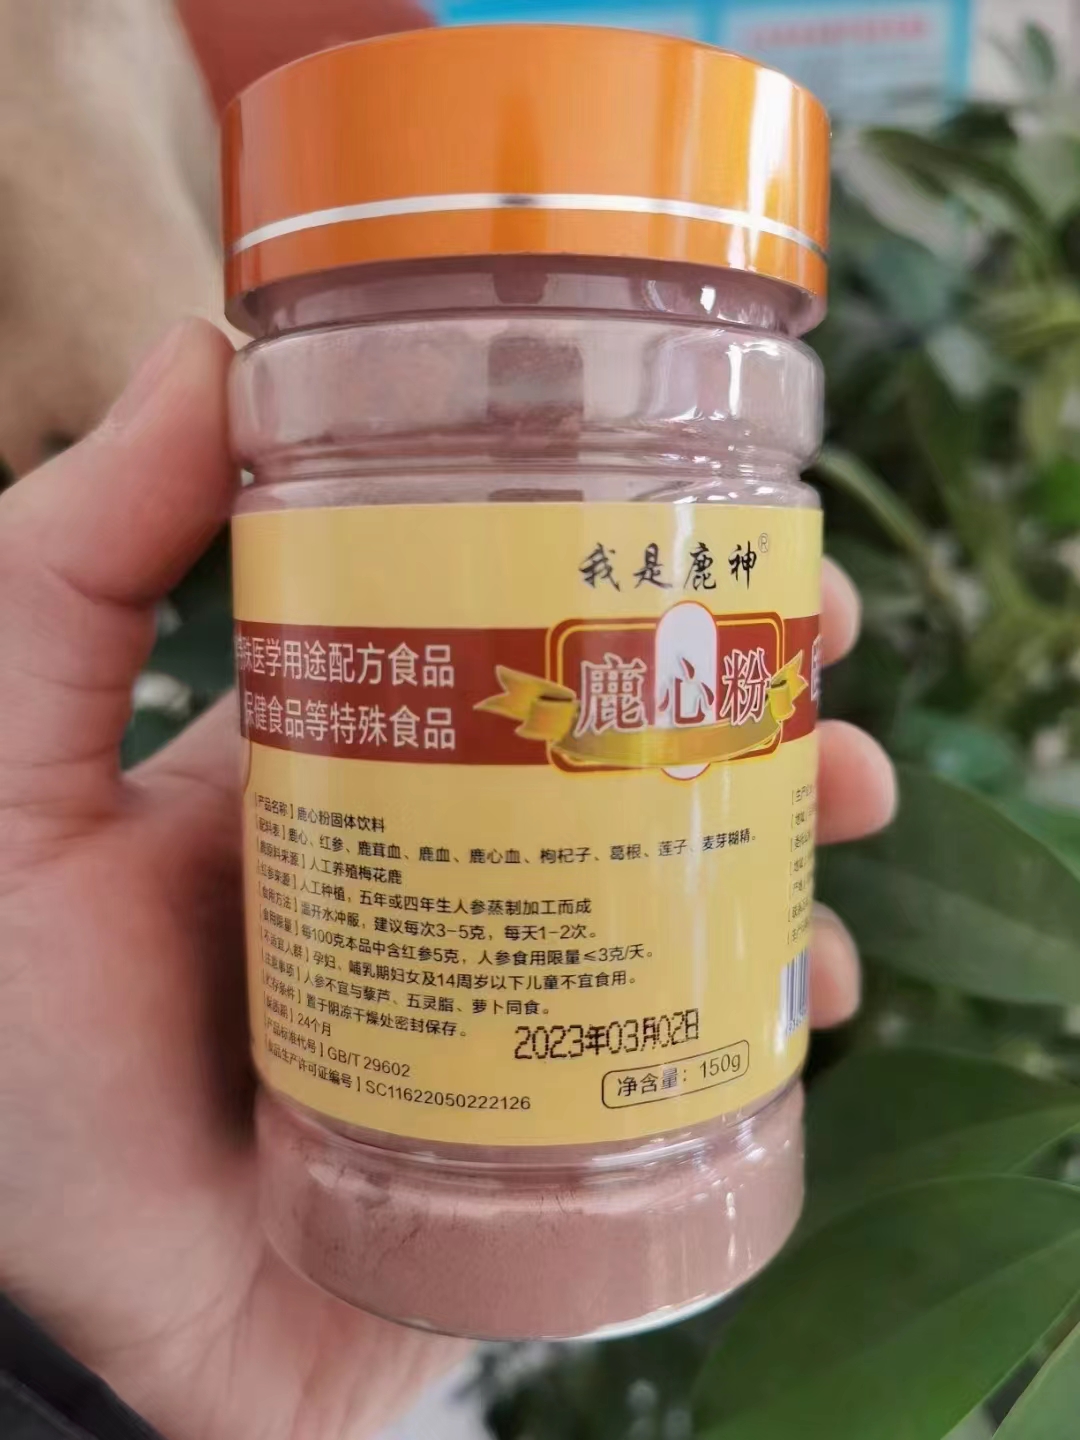 我是鹿神®
殊医学用途配方食品
保健食品等特殊食品
鹿心粉
【产品名称】鹿心粉固体饮料
【配料表】鹿心、红参、鹿茸血、鹿血、鹿心血、枸杞子、葛根、莲子、麦芽糊精。
【鹿原料来源】人工养殖梅花鹿
【红参来源】人工种植，五年或四年生人参蒸制加工而成
【食用方法】温开水冲服，建议每次3-5克，每天1-2次。
【食用限量】每100克本品中含红参5克，人参食用限量≤3克/天。
【不适宜人群】孕妇、哺乳期妇女及14周岁以下儿童不宜食用。
【注意事项】人参不宜与藜芦、五灵脂、萝卜同食。
【贮存条件】置于阴凉干燥处密封保存。
【保质期】24个月
【产品标准代号】GB/T 29602
【食品生产许可证编号】SC11622050222126
2023年03月02日
净含量：150g